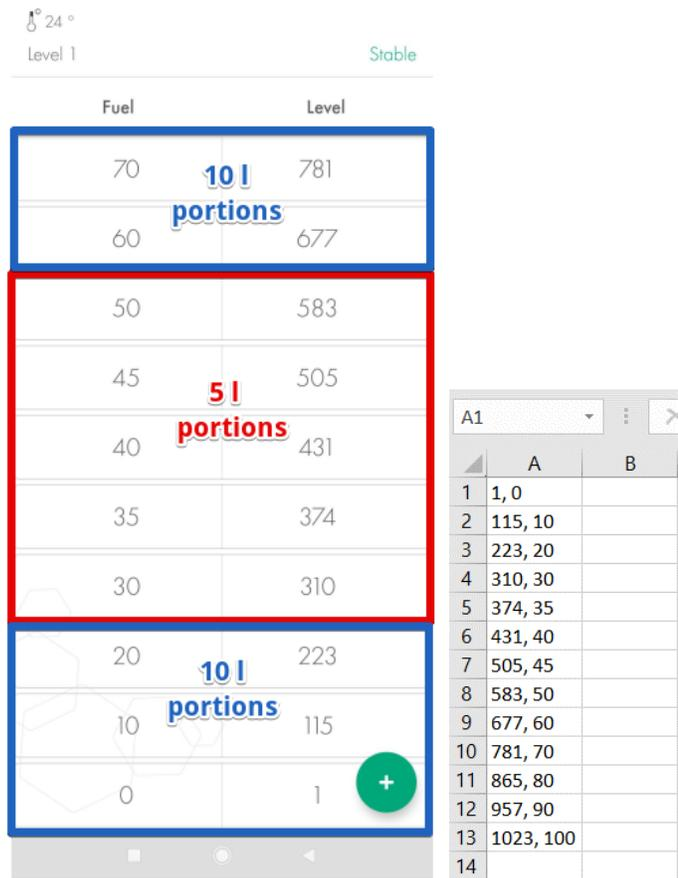 24 °
Level 1 Stable
Fuel Level
70 781
10 l
portions
60 677
50 583
45 505
5 l
portions
40 431
35 374
30 310
20 223
10 l
portions
10 115
+
0 1
A1
A B
1 1, 0
2 115, 10
3 223, 20
4 310, 30
5 374, 35
6 431, 40
7 505, 45
8 583, 50
9 677, 60
10 781, 70
11 865, 80
12 957, 90
13 1023, 100
14